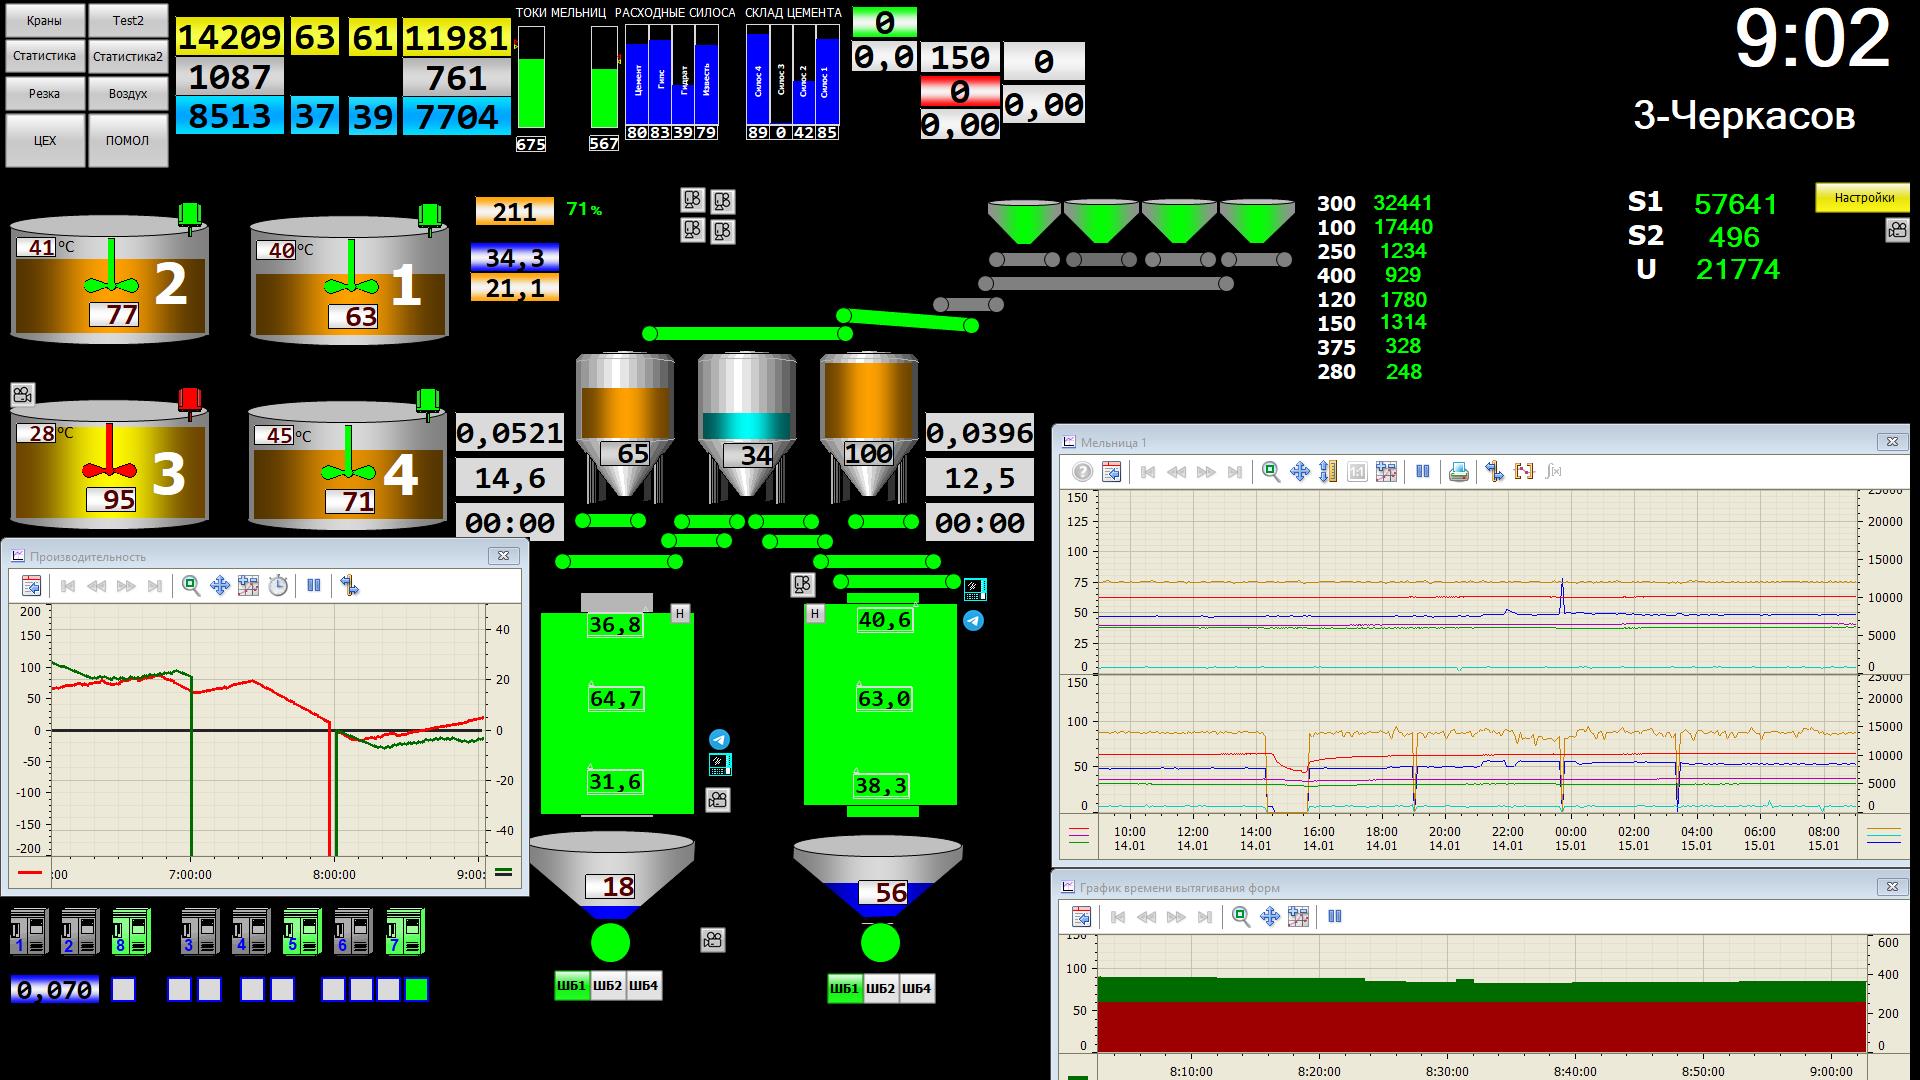 Краны Test2
Статистика Статистика2
Резка Воздух
ЦЕХ ПОМОЛ
14209 63 61 11981
1087 761
8513 37 39 7704
ТОКИ МЕЛЬНИЦ РАСХОДНЫЕ СИЛОСА СКЛАД ЦЕМЕНТА
675 567
Цемент Гипс Гидрат Известь
80 83 39 79
Силос 4 Силос 3 Силос 2 Силос 1
89 0 42 85
0
0,0 150 0
0 0,00
0,00
9:02
3-Черкасов
41 °C 2 77
40 °C 1 63
211 71%
34,3
21,1
300 32441
100 17440
250 1234
400 929
120 1780
150 1314
375 328
280 248
S1 57641
S2 496
U 21774
Настройки
28 °C 3 95
45 °C 4 71
0,0521
14,6
00:00
65 34 100
0,0396
12,5
00:00
Производительность
200
150
100
50
0
-50
-100
-150
-200
40
20
0
-20
-40
:00 7:00:00 8:00:00 9:00:
36,8 H
64,7
31,6
18
ШБ1 ШБ2 ШБ4
H 40,6
63,0
38,3
56
ШБ1 ШБ2 ШБ4
1 2 8 3 4 5 6 7
0,070
Мельница 1
1:1
150
125
100
75
50
25
0
25000
20000
15000
10000
5000
0
150
100
50
0
25000
20000
15000
10000
5000
0
10:00 12:00 14:00 16:00 18:00 20:00 22:00 00:00 02:00 04:00 06:00 08:00
14.01 14.01 14.01 14.01 14.01 14.01 14.01 15.01 15.01 15.01 15.01 15.01
График времени вытягивания форм
150
100
50
0
600
400
200
0
8:10:00 8:20:00 8:30:00 8:40:00 8:50:00 9:00:00